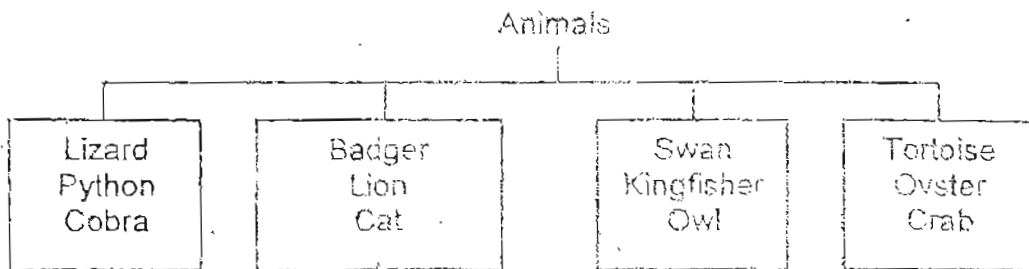 Animals
Lizard
Python
Cobra
Badger
Lion
Cat
Swan
Kingfisher
Owl
Tortoise
Oyster
Crab